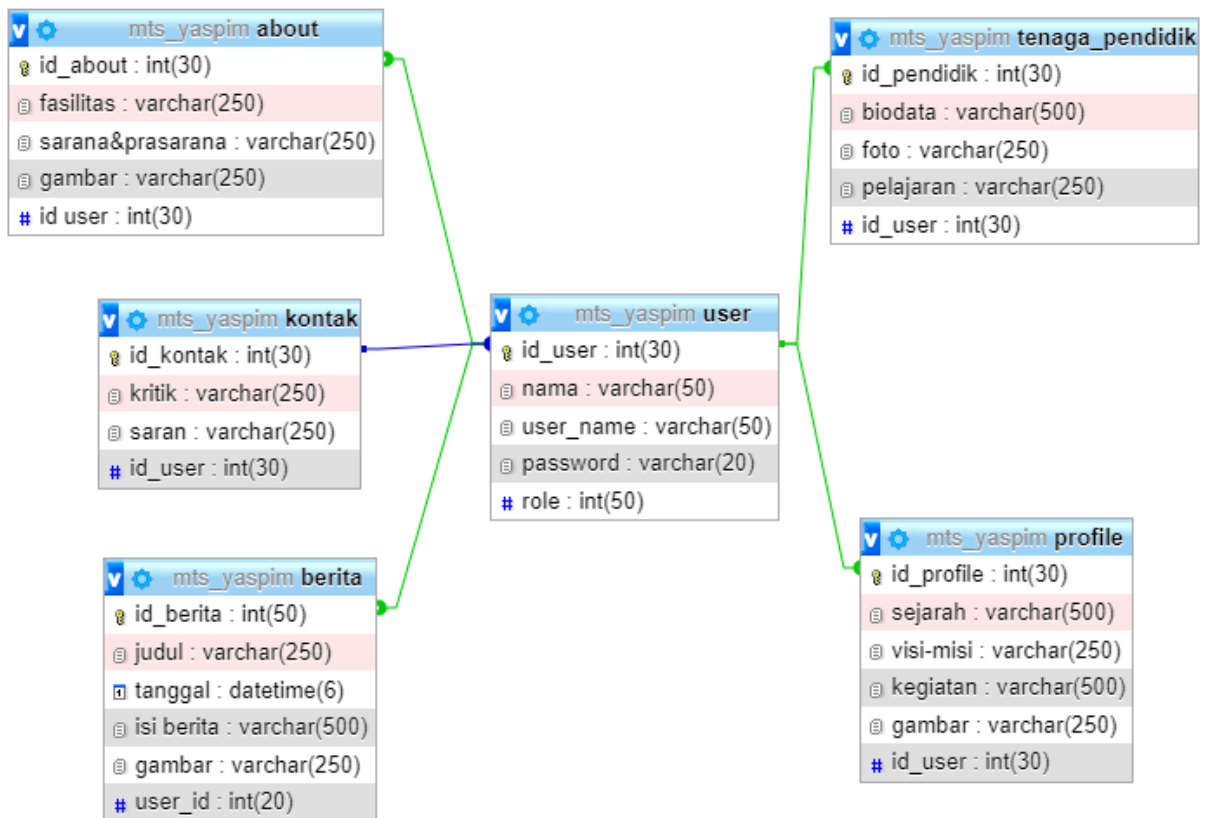 mts_yaspim about
id_about : int(30)
fasilitas : varchar(250)
sarana&prasarana : varchar(250)
gambar : varchar(250)
id user : int(30)
mts_yaspim tenaga_pendidik
id_pendidik : int(30)
biodata : varchar(500)
foto : varchar(250)
pelajaran : varchar(250)
id_user : int(30)
mts_yaspim kontak
id_kontak : int(30)
kritik : varchar(250)
saran : varchar(250)
id_user : int(30)
mts_yaspim user
id_user : int(30)
nama : varchar(50)
user_name : varchar(50)
password : varchar(20)
role : int(50)
mts_yaspim berita
id_berita : int(50)
judul : varchar(250)
tanggal : datetime(6)
isi berita : varchar(500)
gambar : varchar(250)
user_id : int(20)
mts_yaspim profile
id_profile : int(30)
sejarah : varchar(500)
visi-misi : varchar(250)
kegiatan : varchar(500)
gambar : varchar(250)
id_user : int(30)